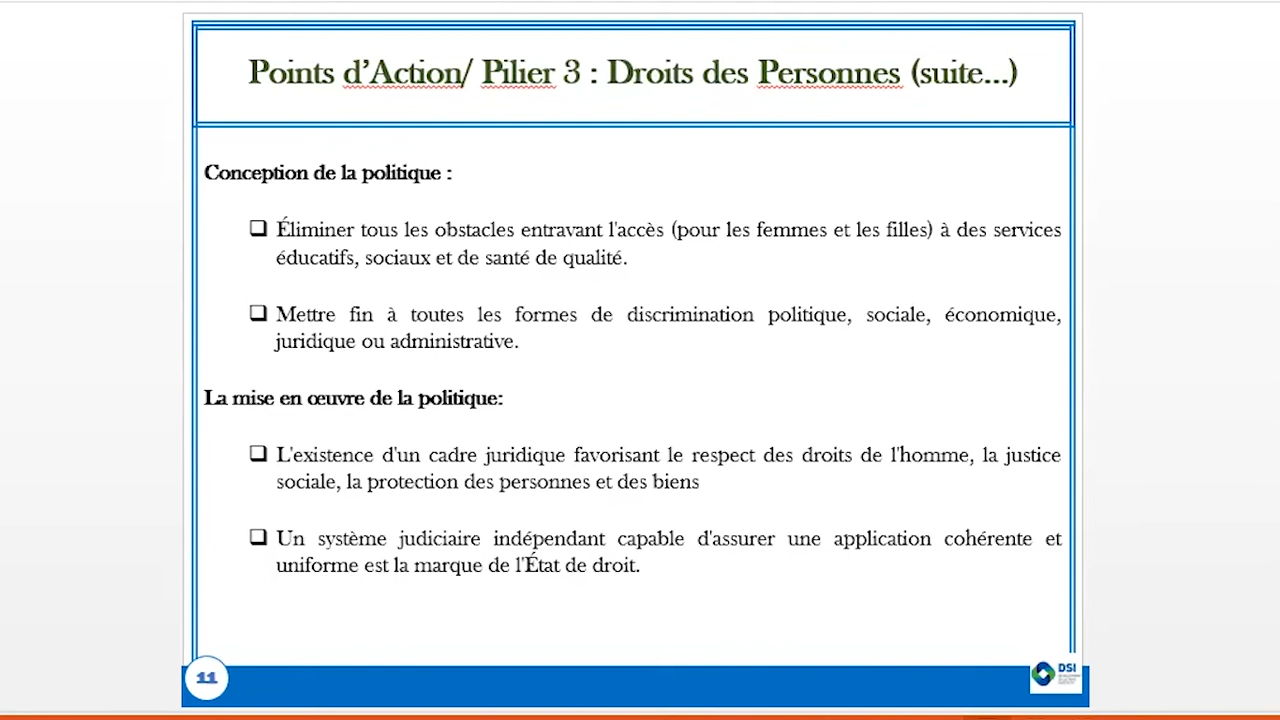 Points d’Action/ Pilier 3 : Droits des Personnes (suite...)
Conception de la politique :
❑ Éliminer tous les obstacles entravant l'accès (pour les femmes et les filles) à des services
éducatifs, sociaux et de santé de qualité.
❑ Mettre fin à toutes les formes de discrimination politique, sociale, économique,
juridique ou administrative.
La mise en œuvre de la politique:
❑ L'existence d'un cadre juridique favorisant le respect des droits de l'homme, la justice
sociale, la protection des personnes et des biens
❑ Un système judiciaire indépendant capable d'assurer une application cohérente et
uniforme est la marque de l'État de droit.
11
DSI